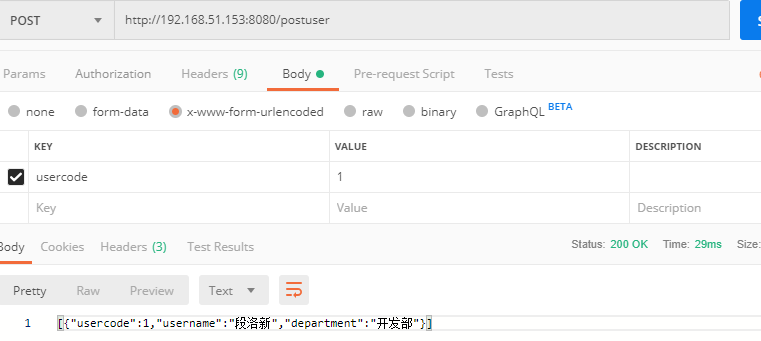 POST http://192.168.51.153:8080/postuser
Params Authorization Headers (9) Body Pre-request Script Tests
none form-data x-www-form-urlencoded raw binary GraphQL BETA
KEY VALUE DESCRIPTION
usercode 1
Key Value Description
Body Cookies Headers (3) Test Results Status: 200 OK Time: 29ms Size:
Pretty Raw Preview Text
1 [{"usercode":1,"username":"段洛新","department":"开发部"}]